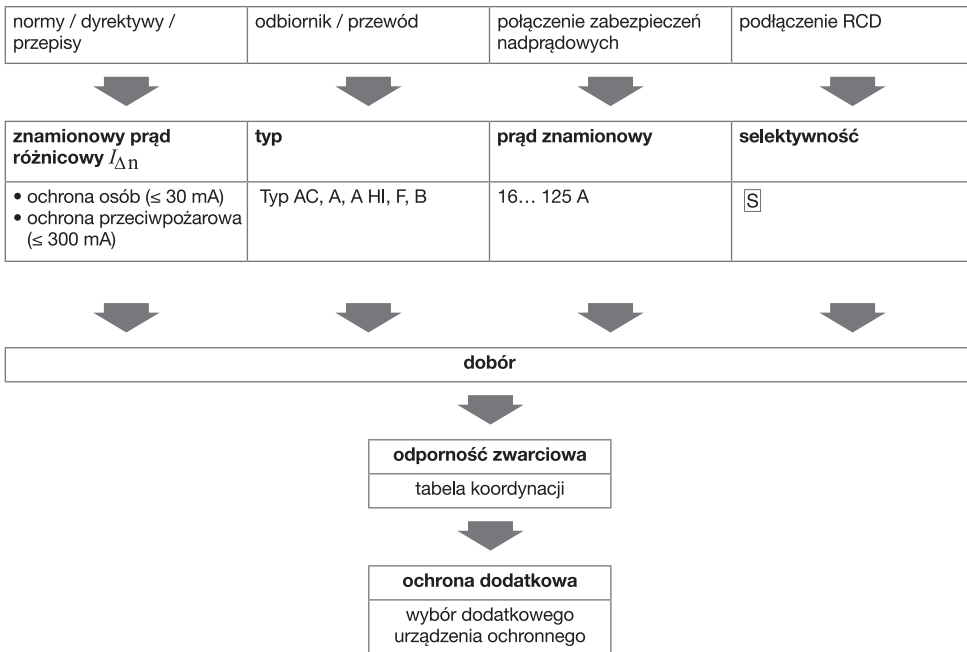 normy / dyrektywy /
przepisy
odbiornik / przewód
połączenie zabezpieczeń
nadprądowych
podłączenie RCD
znamionowy prąd
różnicowy IΔn
typ
prąd znamionowy
selektywność
• ochrona osób (≤ 30 mA)
• ochrona przeciwpożarowa
(≤ 300 mA)
Typ AC, A, A HI, F, B
16… 125 A
S
dobór
odporność zwarciowa
tabela koordynacji
ochrona dodatkowa
wybór dodatkowego
urządzenia ochronnego